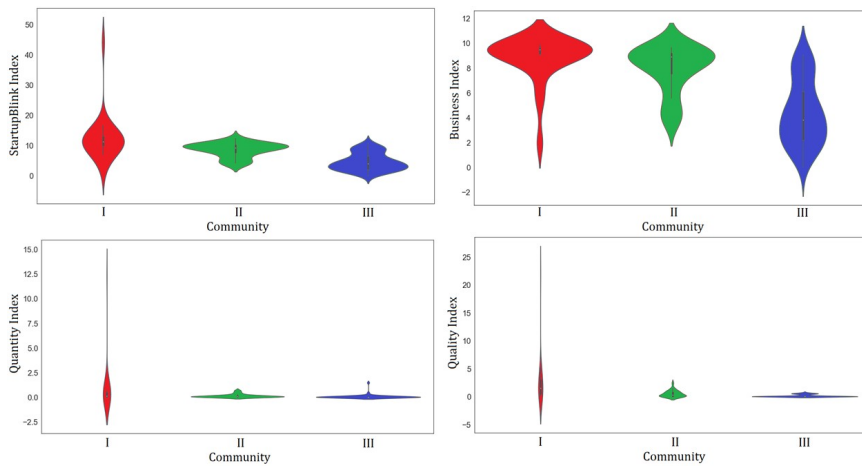 StartupBlink Index
50
40
30
20
10
0
I II III
Community
Business Index
12
10
8
6
4
2
0
−2
I II III
Community
Quantity Index
15.0
12.5
10.0
7.5
5.0
2.5
0.0
−2.5
I II III
Community
Quality Index
25
20
15
10
5
0
−5
I II III
Community